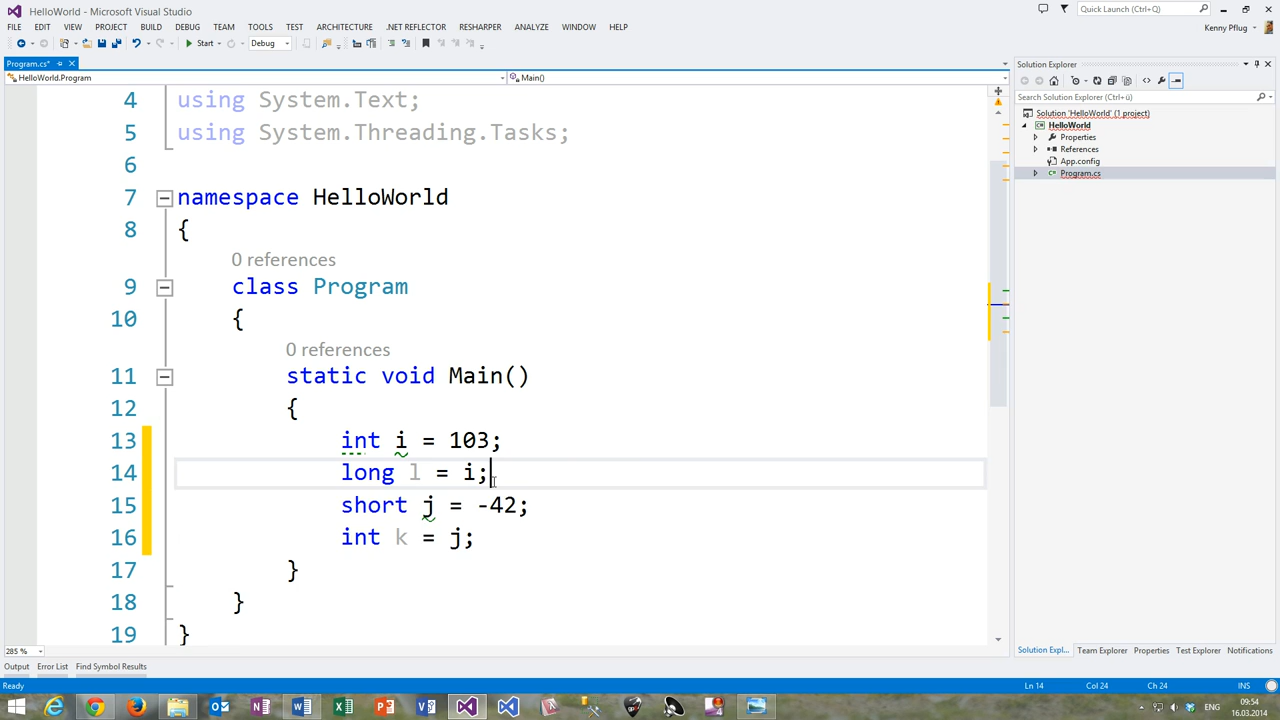 HelloWorld - Microsoft Visual Studio
Quick Launch (Ctrl+Q)
FILE EDIT VIEW PROJECT BUILD DEBUG TEAM TOOLS TEST ARCHITECTURE .NET REFLECTOR RESHARPER ANALYZE WINDOW HELP
Kenny Pflug
Start Debug
Program.cs*
HelloWorld.Program
Main()
4 using System.Text;
5 using System.Threading.Tasks;
6
7 namespace HelloWorld
8 {
0 references
9 class Program
10 {
0 references
11 static void Main()
12 {
13 int i = 103;
14 long l = i;
15 short j = -42;
16 int k = j;
17 }
18 }
19 }
285 %
Solution Explorer
Search Solution Explorer (Ctrl+ü)
Solution 'HelloWorld' (1 project)
HelloWorld
Properties
References
App.config
Program.cs
Solution Expl... Team Explorer Properties Test Explorer Notifications
Output Error List Find Symbol Results
Ready
Ln 14 Col 24 Ch 24 INS
09:54
16.03.2014